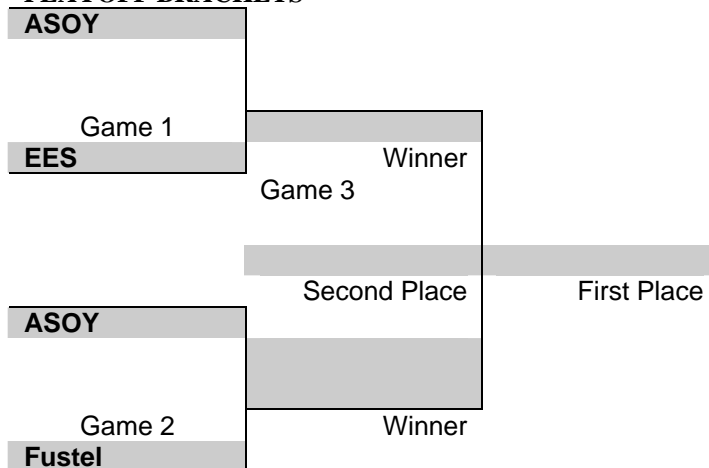 PLAYOFF BRACKETS
ASOY
Game 1
EES
Winner
Game 3
Second Place
First Place
ASOY
Game 2
Winner
Fustel